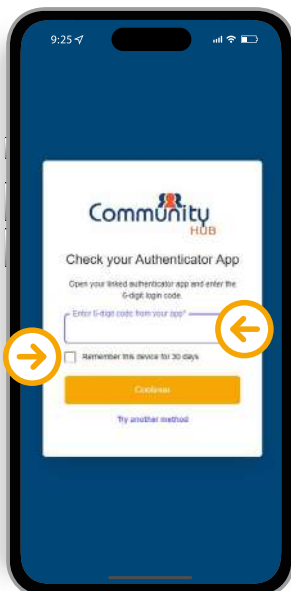 9:25
Community
HUB
Check your Authenticator App
Open your linked authenticator app and enter the
6-digit login code.
Enter 6-digit code from your app*
Remember this device for 30 days
Continue
Try another method